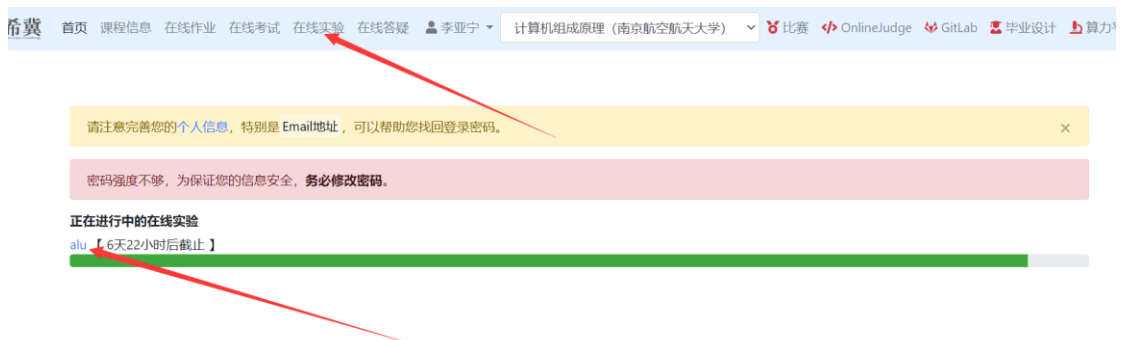 希冀 首页 课程信息 在线作业 在线考试 在线实验 在线答疑 李亚宁 计算机组成原理（南京航空航天大学） 比赛 OnlineJudge GitLab 毕业设计 算力
请注意完善您的个人信息，特别是 Email地址 ，可以帮助您找回登录密码。 ×
密码强度不够，为保证您的信息安全，务必修改密码。
正在进行中的在线实验
alu 【 6天22小时后截止 】